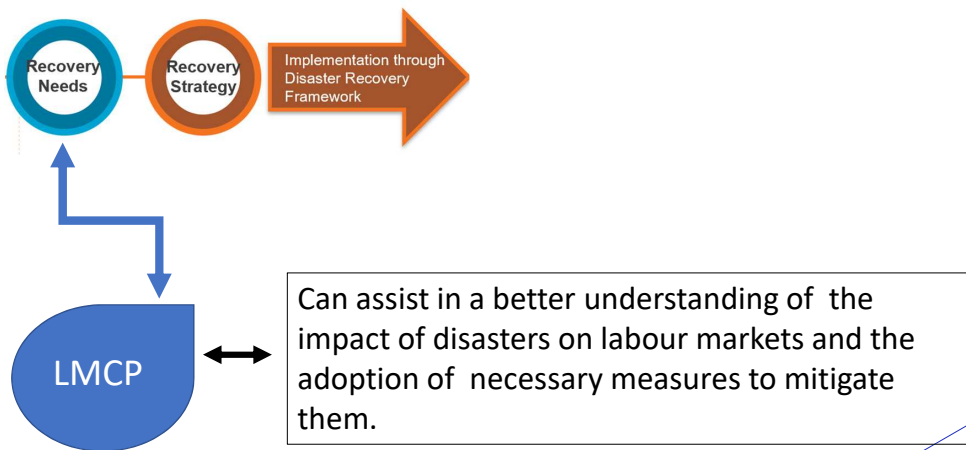 Recovery
Needs
Recovery
Strategy
Implementation through
Disaster Recovery
Framework
LMCP
Can assist in a better understanding of  the
impact of disasters on labour markets and the
adoption of  necessary measures to mitigate
them.